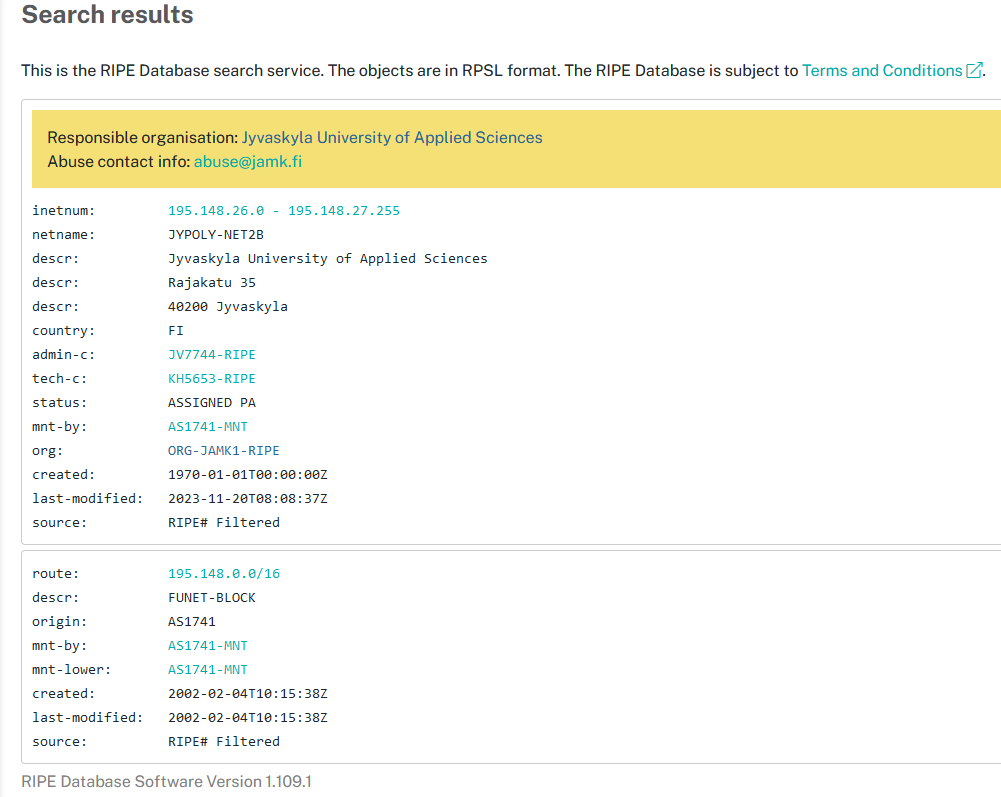 Search results
This is the RIPE Database search service. The objects are in RPSL format. The RIPE Database is subject to Terms and Conditions.
Responsible organisation: Jyvaskyla University of Applied Sciences
Abuse contact info: abuse@jamk.fi
inetnum: 195.148.26.0 - 195.148.27.255
netname: JYPOLY-NET2B
descr: Jyvaskyla University of Applied Sciences
descr: Rajakatu 35
descr: 40200 Jyvaskyla
country: FI
admin-c: JV7744-RIPE
tech-c: KH5653-RIPE
status: ASSIGNED PA
mnt-by: AS1741-MNT
org: ORG-JAMK1-RIPE
created: 1970-01-01T00:00:00Z
last-modified: 2023-11-20T08:08:37Z
source: RIPE# Filtered
route: 195.148.0.0/16
descr: FUNET-BLOCK
origin: AS1741
mnt-by: AS1741-MNT
mnt-lower: AS1741-MNT
created: 2002-02-04T10:15:38Z
last-modified: 2002-02-04T10:15:38Z
source: RIPE# Filtered
RIPE Database Software Version 1.109.1